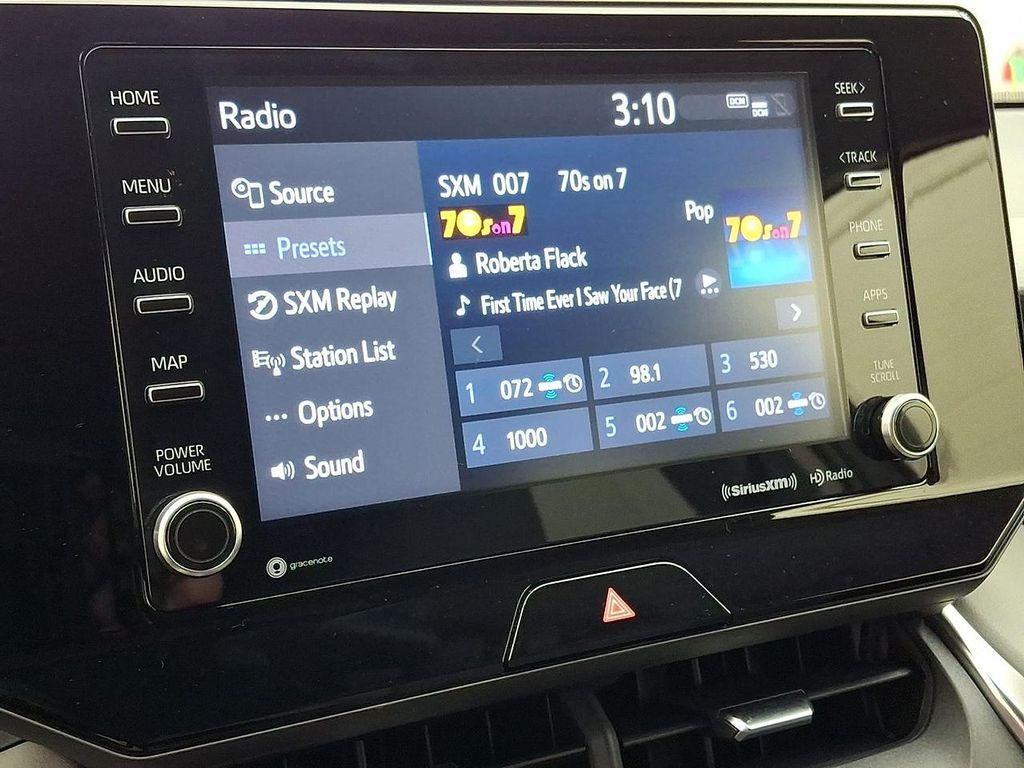 HOME
MENU
AUDIO
MAP
POWER
VOLUME
Radio
3:10
DCM
DCM
Source
Presets
SXM Replay
Station List
Options
Sound
SXM 007 70s on 7
70s on 7
Pop
70s on 7
Roberta Flack
First Time Ever I Saw Your Face (7
1 072
2 98.1
3 530
4 1000
5 002
6 002
SEEK >
< TRACK
PHONE
APPS
TUNE
SCROLL
gracenote
((SiriusXM))
HD Radio